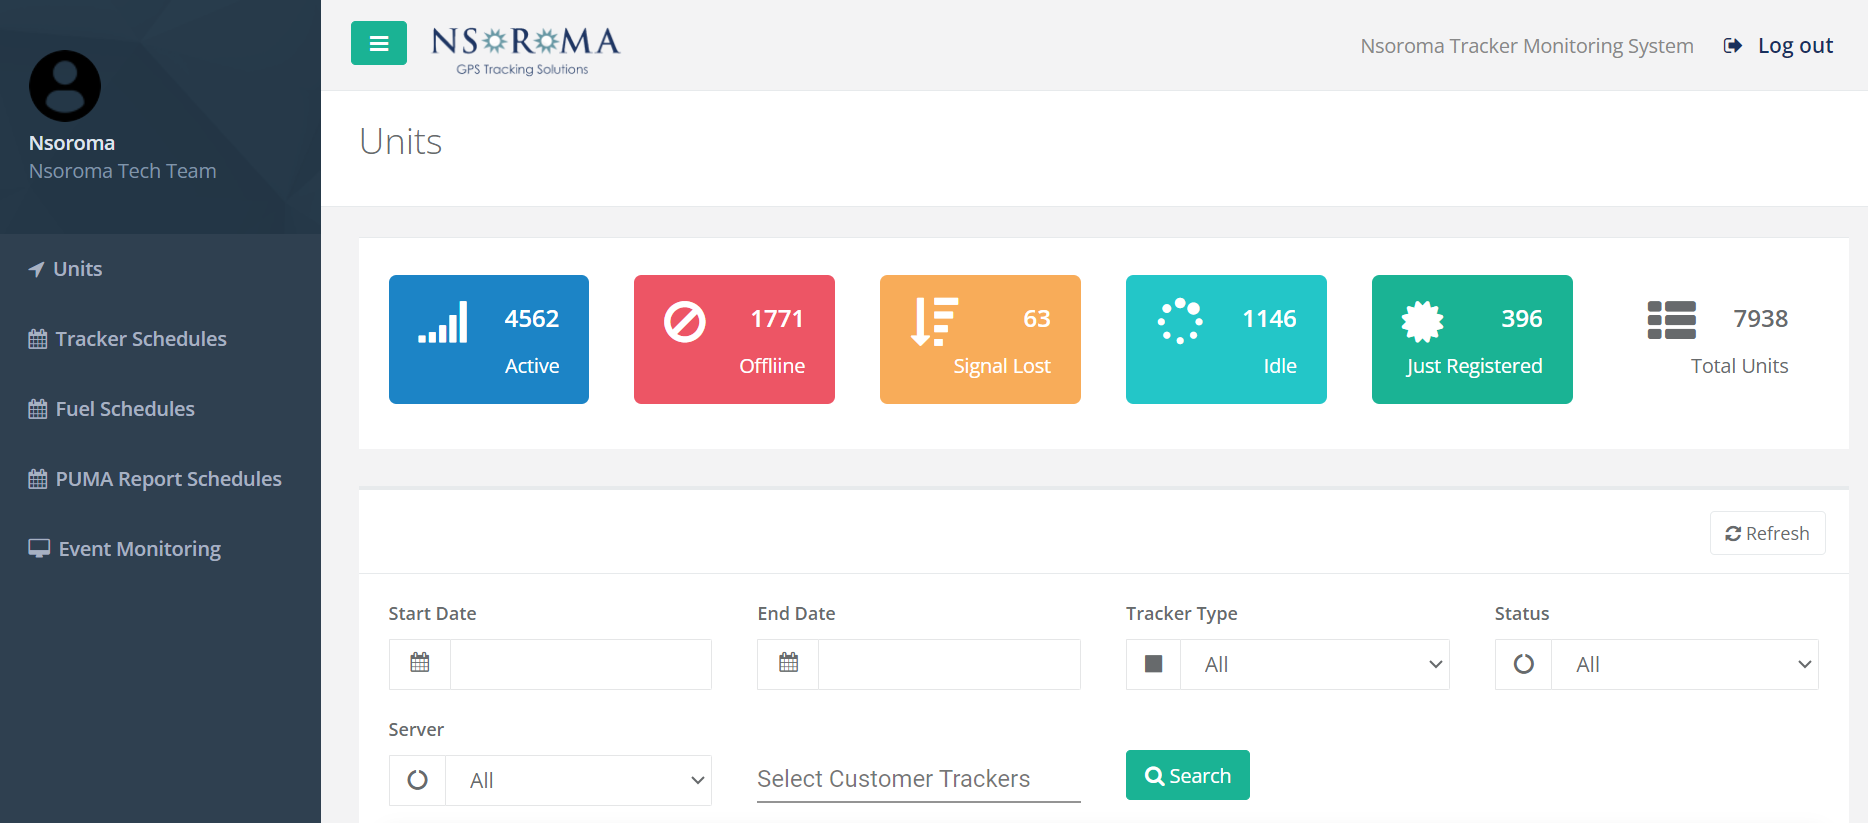 Nsoroma
Nsoroma Tech Team
Units
Tracker Schedules
Fuel Schedules
PUMA Report Schedules
Event Monitoring
NSOROMA
GPS Tracking Solutions
Nsoroma Tracker Monitoring System
Log out
Units
4562
Active
1771
Offliine
63
Signal Lost
1146
Idle
396
Just Registered
7938
Total Units
Refresh
Start Date
End Date
Tracker Type
All
Status
All
Server
All
Select Customer Trackers
Search